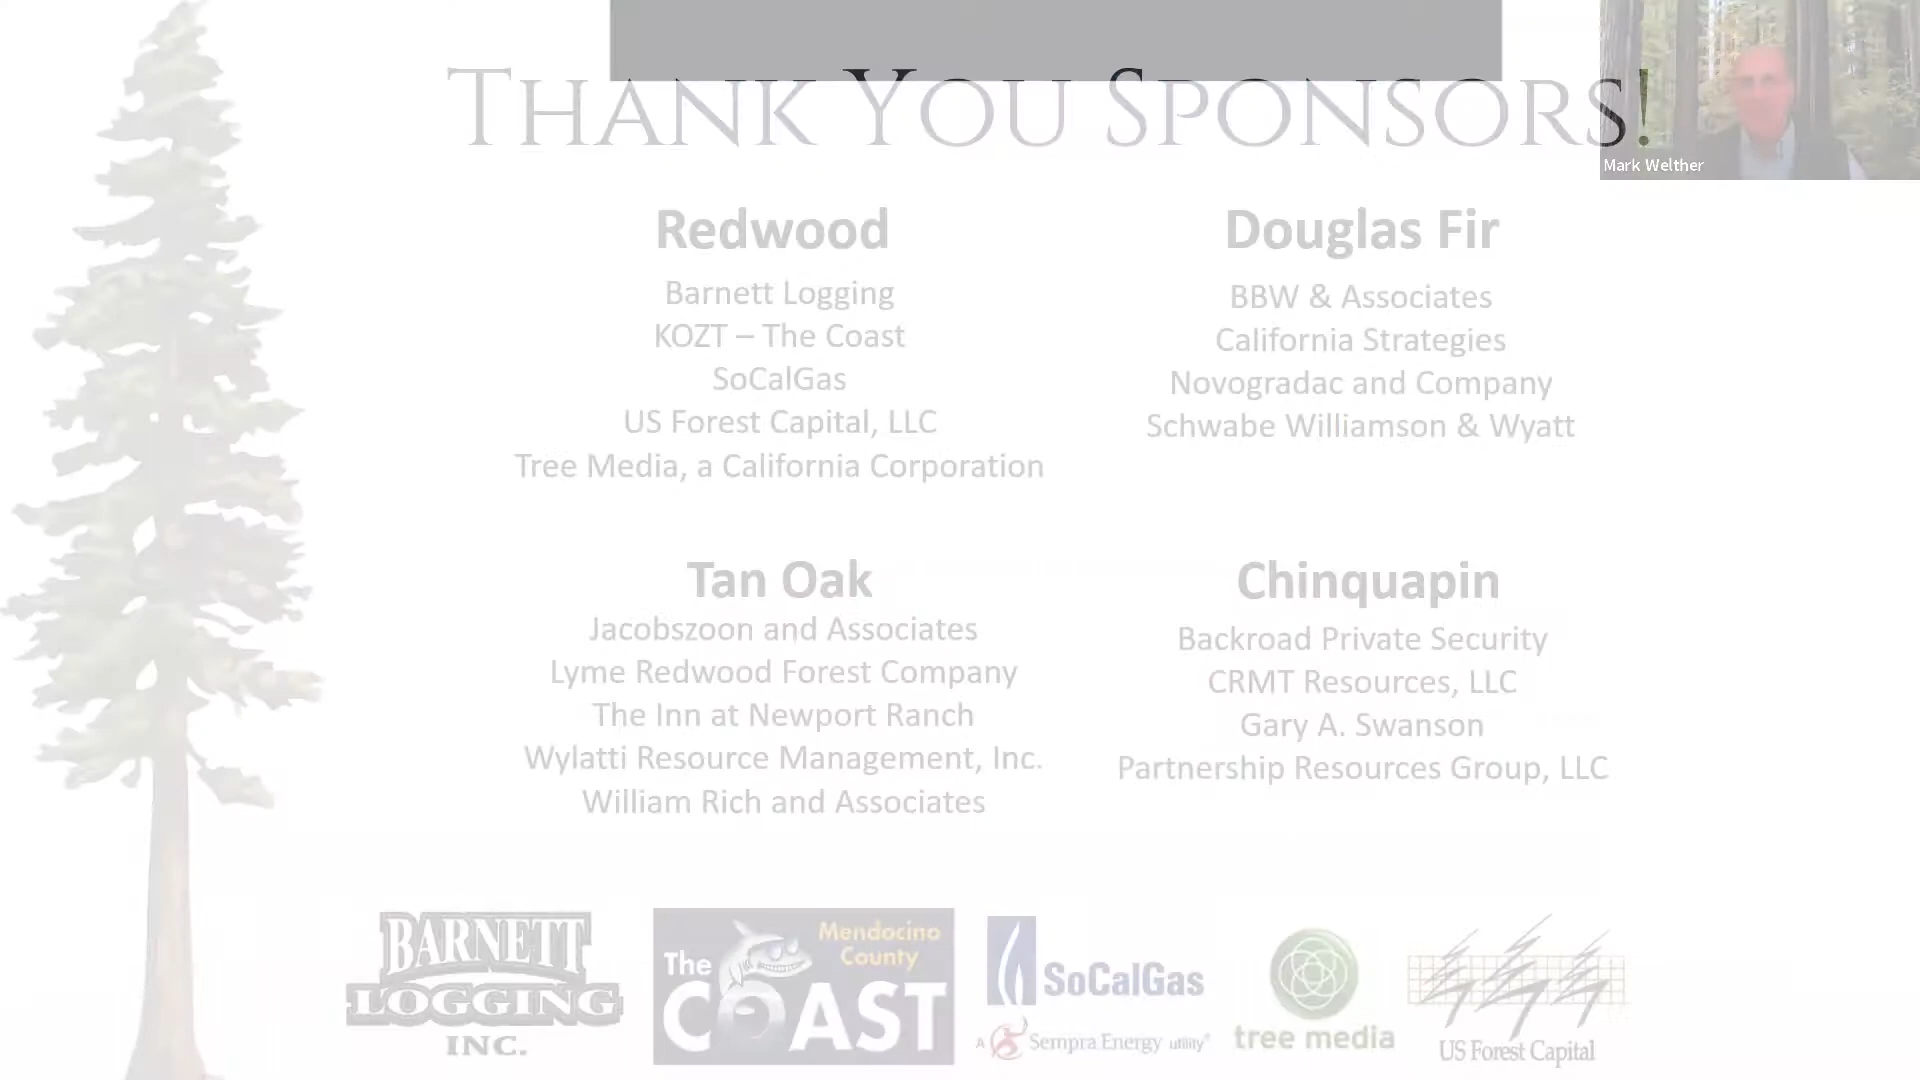 THANK YOU SPONSORS!
Mark Welther
Redwood
Barnett Logging
KOZT – The Coast
SoCalGas
US Forest Capital, LLC
Tree Media, a California Corporation
Douglas Fir
BBW & Associates
California Strategies
Novogradac and Company
Schwabe Williamson & Wyatt
Tan Oak
Jacobszoon and Associates
Lyme Redwood Forest Company
The Inn at Newport Ranch
Wylatti Resource Management, Inc.
William Rich and Associates
Chinquapin
Backroad Private Security
CRMT Resources, LLC
Gary A. Swanson
Partnership Resources Group, LLC
BARNETT
LOGGING
INC.
The
COAST
Mendocino
County
SoCalGas
A Sempra Energy utility®
tree media
US Forest Capital